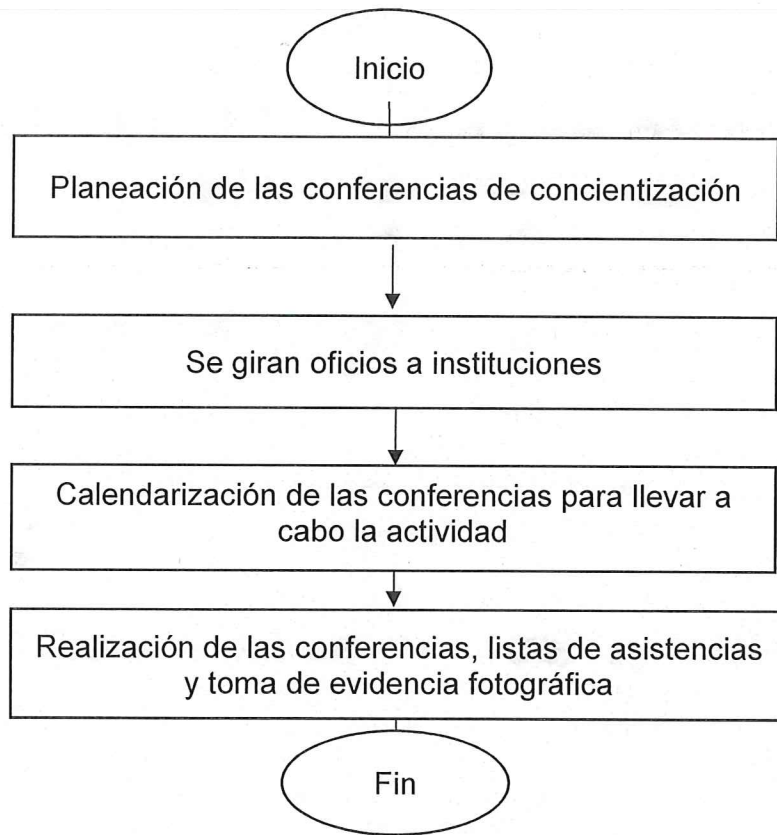 Inicio
Planeación de las conferencias de concientización
Se giran oficios a instituciones
Calendarización de las conferencias para llevar a
cabo la actividad
Realización de las conferencias, listas de asistencias
y toma de evidencia fotográfica
Fin